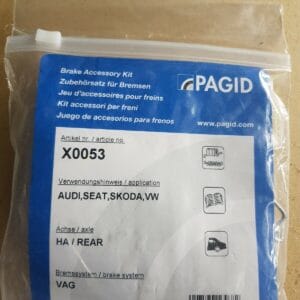 Brake Accessory Kit
Zubehörsatz für Bremsen
Jeu d'accessoires pour freins
Kit accessori per freni
Juego de accesorios para frenos
PAGID
www.pagid.com
Artikel nr. / article no.
X0053
Verwendungshinweis / application
AUDI,SEAT,SKODA,VW
Achse / axle
HA / REAR
Bremssystem / brake system
VAG